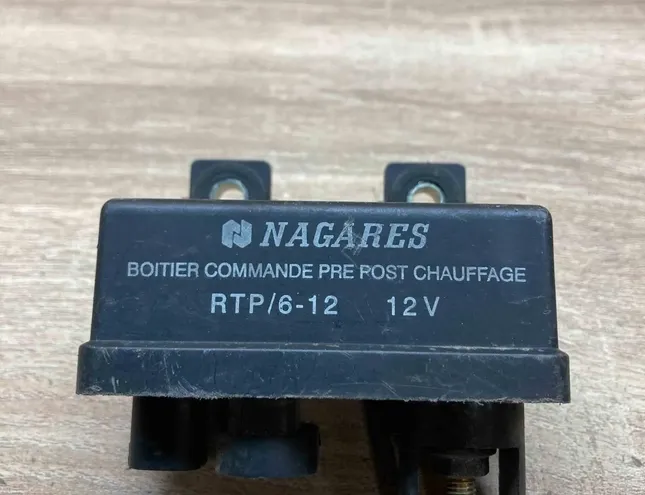 NAGARES
BOITIER COMMANDE PRE POST CHAUFFAGE
RTP/6-12 12V